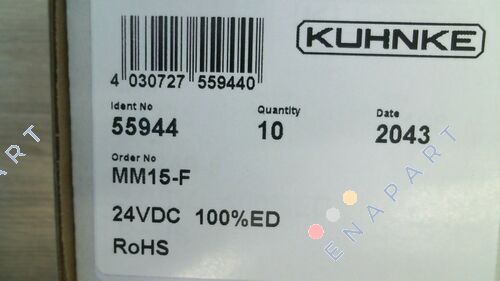 KUHNKE
4 030727 559440
Ident No Quantity Date
55944 10 2043
Order No
MM15-F
24VDC 100%ED
RoHS
ENAPART
ENAPART